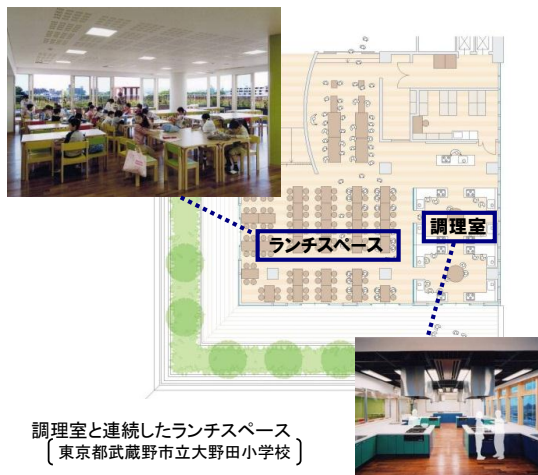 ランチスペース
調理室
調理室と連続したランチスペース
〔東京都武蔵野市立大野田小学校〕